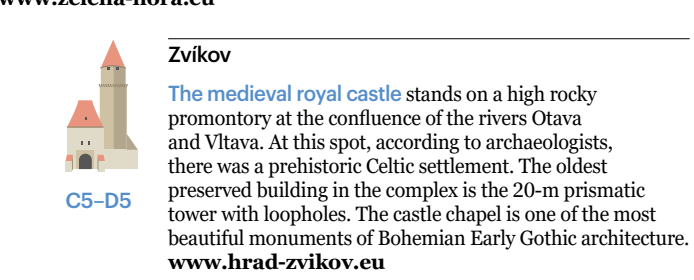 www.zelena-hora.eu
Zvíkov
The medieval royal castle stands on a high rocky
promontory at the confluence of the rivers Otava
and Vltava. At this spot, according to archaeologists,
there was a prehistoric Celtic settlement. The oldest
preserved building in the complex is the 20-m prismatic
tower with loopholes. The castle chapel is one of the most
beautiful monuments of Bohemian Early Gothic architecture.
www.hrad-zvikov.eu
C5–D5